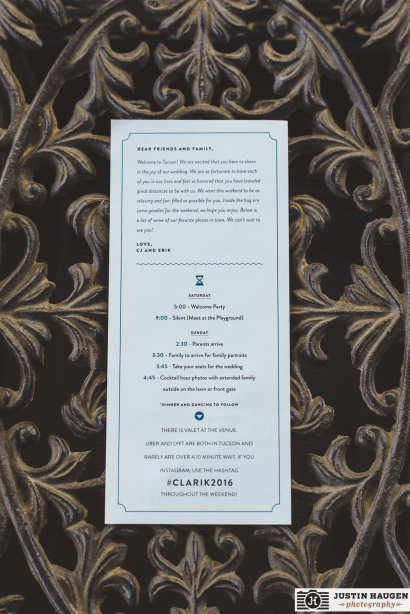 DEAR FRIENDS AND FAMILY,
Welcome to Tucson! We are excited that you here to share
in the joy of our wedding. We are so fortunate to have each
of you in our lives and feel so honored that you have traveled
great distances to be with us. We want this weekend to be as
relaxing and fun-filled as possible for you. Inside the bag are
some goodies for the weekend, we hope you enjoy. Below is
a list of some of our favorite places in town. We can't wait to
see you!
LOVE,
CJ AND ERIK
SATURDAY
5:00 - Welcome Party
9:00 - Silent (Meet at the Playground)
SUNDAY
2:30 - Parents arrive
3:30 - Family to arrive for family portraits
3:45 - Take your seats for the wedding
4:45 - Cocktail hour photos with extended family
outside on the lawn or front gate
*DINNER AND DANCING TO FOLLOW
THERE IS VALET AT THE VENUE.
UBER AND LYFT ARE BOTH IN TUCSON AND
RARELY ARE OVER A 10 MINUTE WAIT. IF YOU
INSTAGRAM, USE THE HASHTAG
#CLARIK2016
THROUGHOUT THE WEEKEND!
JH
JUSTIN HAUGEN
photography